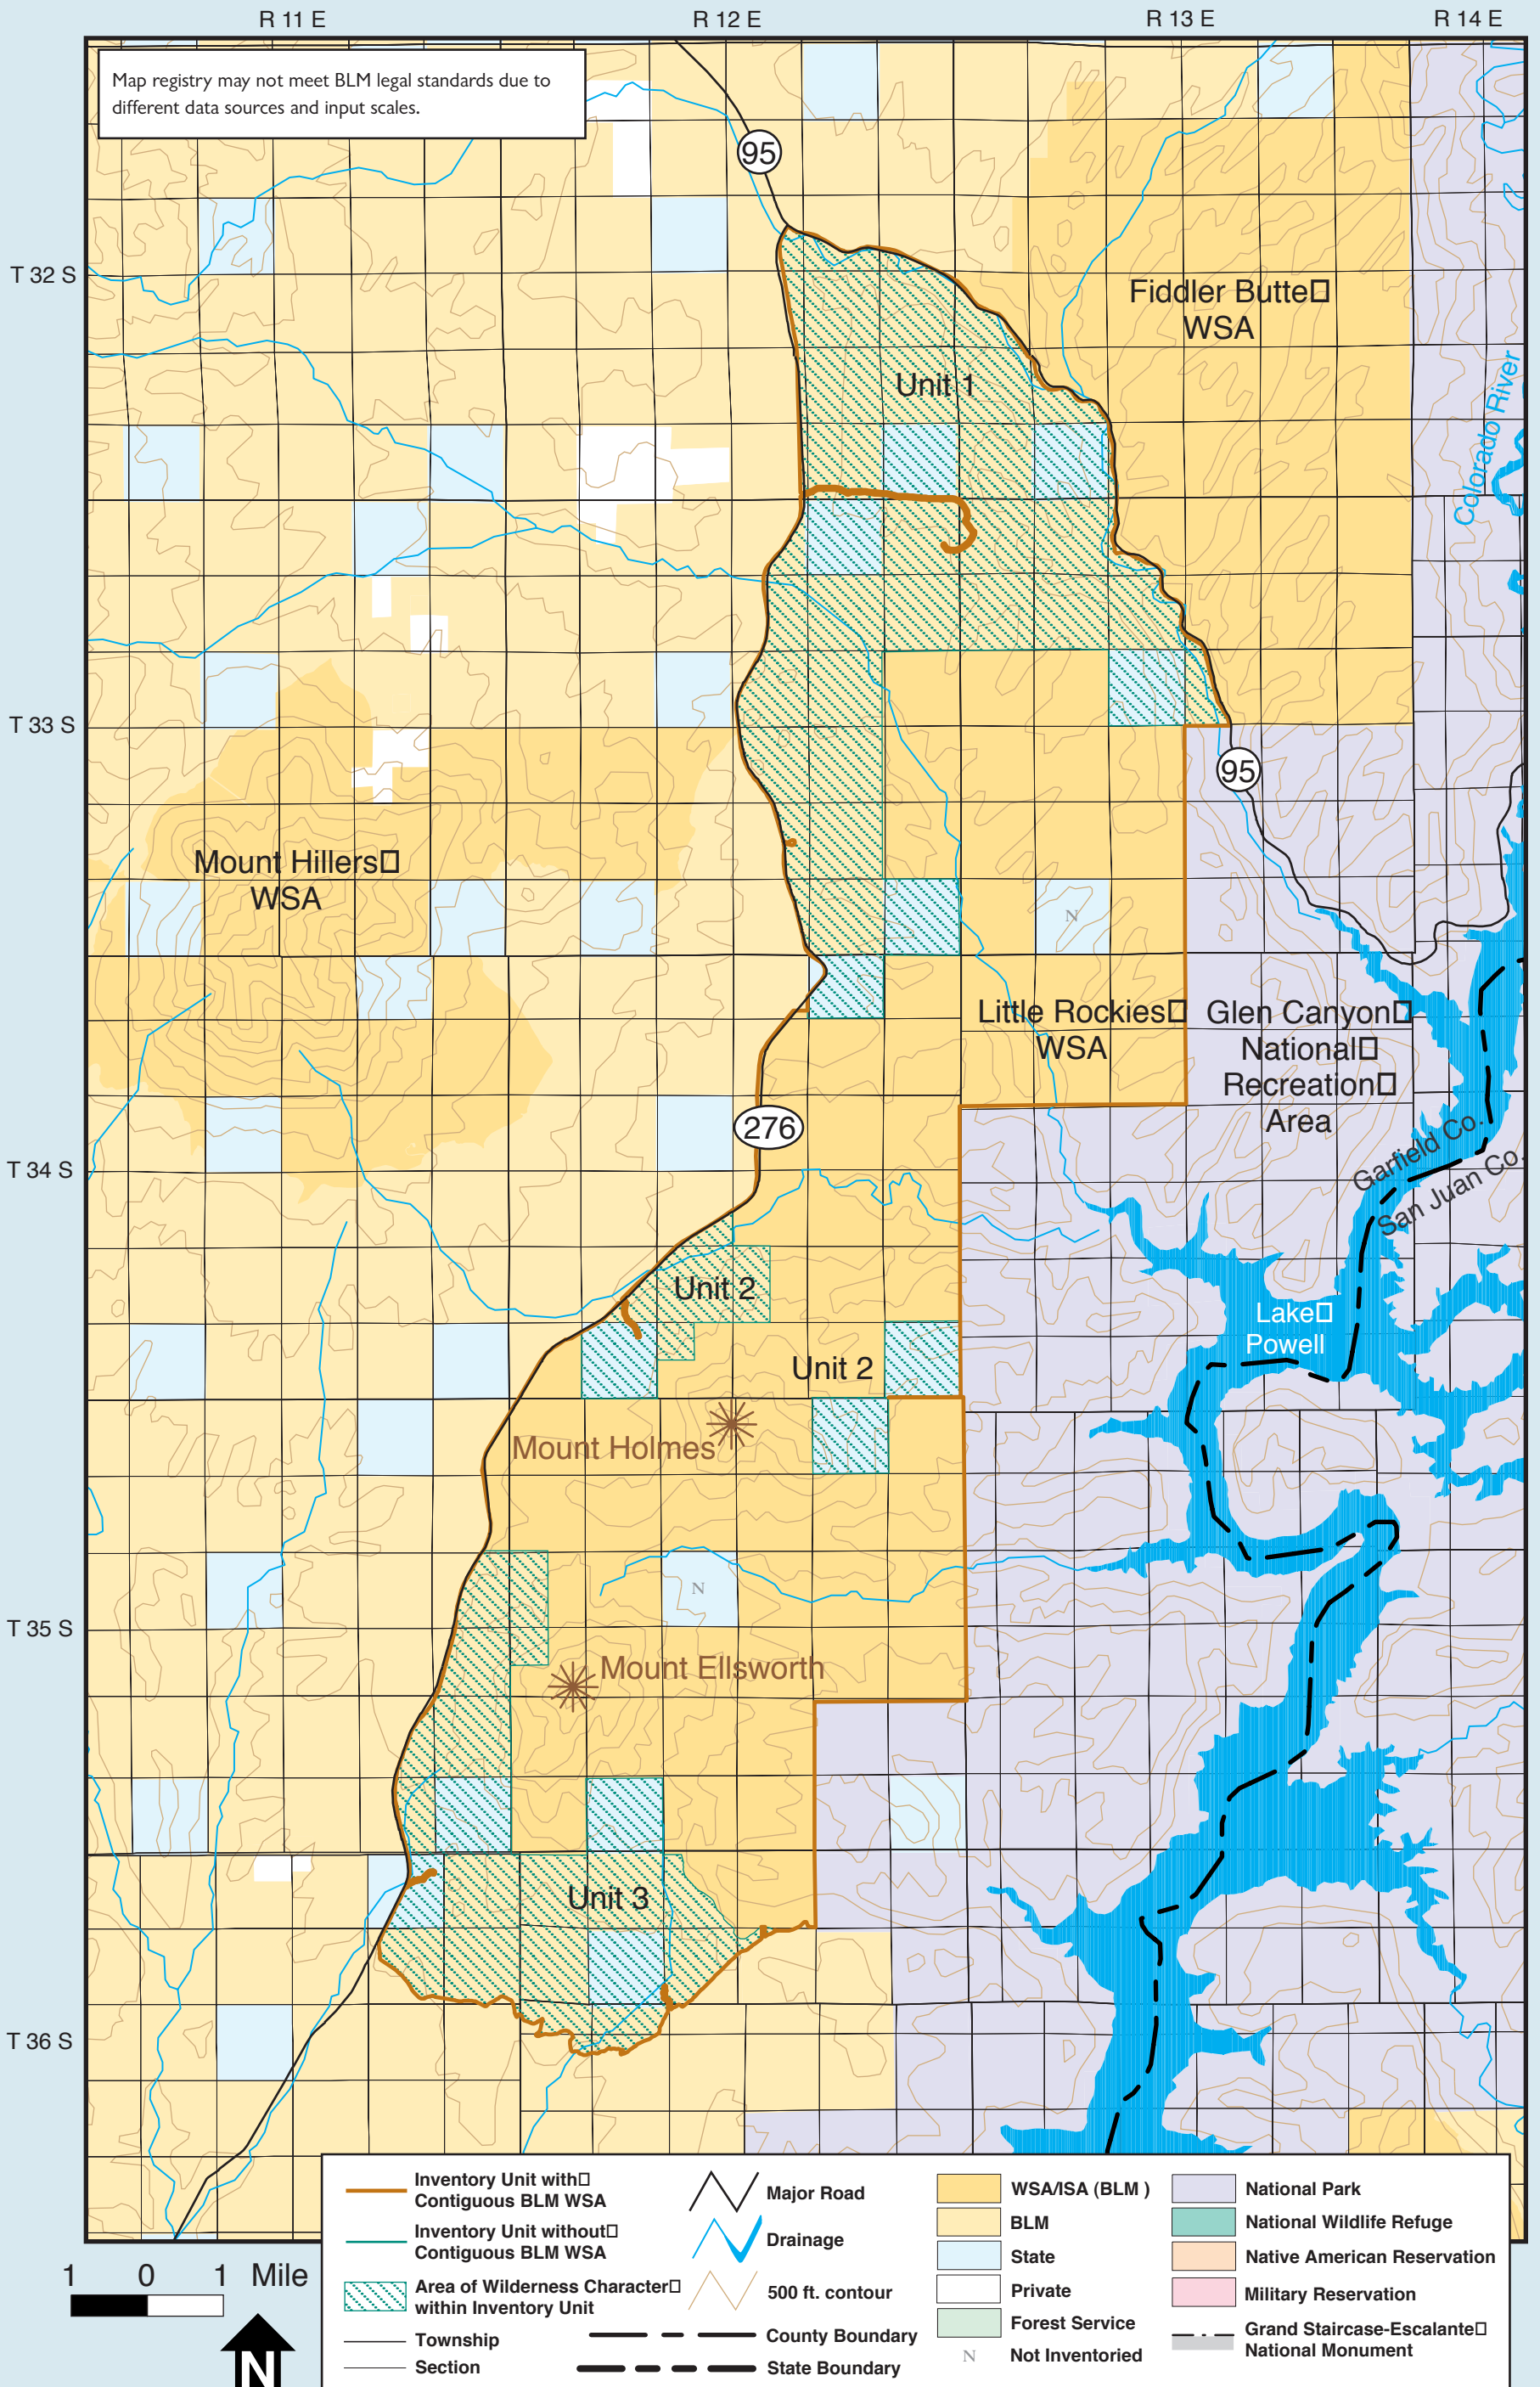 R 11 E
R 12 E
R 13 E
R 14 E
Map registry may not meet BLM legal standards due to
different data sources and input scales.
95
T 32 S
Fiddler Butte
WSA
Unit 1
Colorado River
T 33 S
95
Mount Hillers
WSA
N
Little Rockies
WSA
Glen Canyon
National
Recreation
Area
276
Garfield Co.
San Juan Co.
T 34 S
Unit 2
Lake
Powell
Unit 2
Mount Holmes
N
T 35 S
Mount Ellsworth
Unit 3
T 36 S
Inventory Unit with
Contiguous BLM WSA
Inventory Unit without
Contiguous BLM WSA
Area of Wilderness Character
within Inventory Unit
Township
Section
Major Road
Drainage
500 ft. contour
County Boundary
State Boundary
WSA/ISA (BLM )
BLM
State
Private
Forest Service
N Not Inventoried
National Park
National Wildlife Refuge
Native American Reservation
Military Reservation
Grand Staircase-Escalante
National Monument
1 0 1 Mile
N